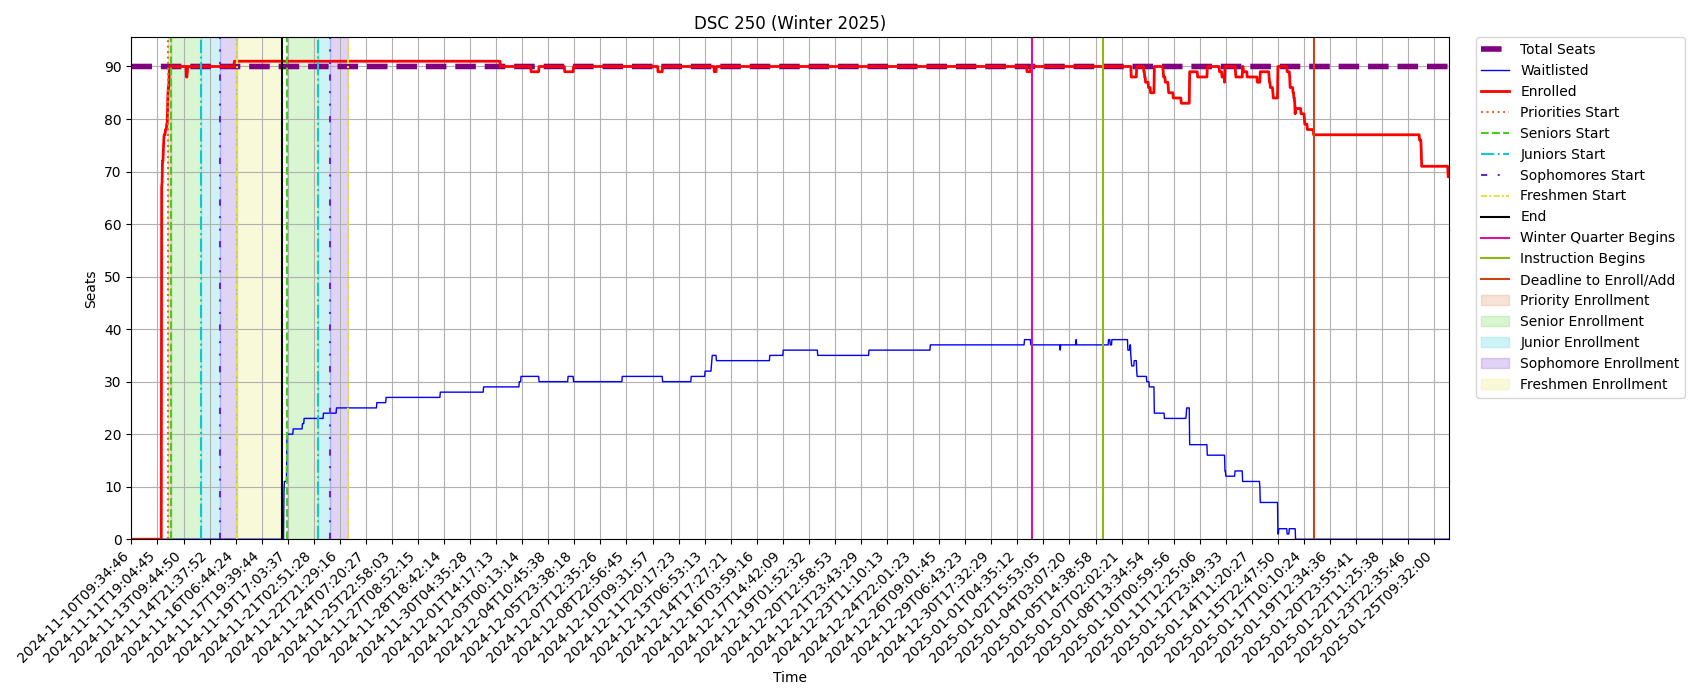 DSC 250 (Winter 2025)
Seats
90
80
70
60
50
40
30
20
10
0
2024-11-10T09:34:46
2024-11-11T19:04:45
2024-11-13T09:44:50
2024-11-14T21:37:52
2024-11-16T06:44:24
2024-11-17T19:39:44
2024-11-19T17:03:37
2024-11-21T02:51:28
2024-11-22T21:29:16
2024-11-24T07:20:27
2024-11-25T22:58:03
2024-11-27T08:52:15
2024-11-28T18:42:14
2024-11-30T04:35:28
2024-12-01T14:17:13
2024-12-03T00:13:14
2024-12-04T10:45:38
2024-12-05T23:38:18
2024-12-07T12:35:26
2024-12-08T22:56:45
2024-12-10T09:31:57
2024-12-11T20:17:23
2024-12-13T06:53:13
2024-12-14T17:27:21
2024-12-16T03:59:16
2024-12-17T14:42:09
2024-12-19T01:52:32
2024-12-20T12:58:53
2024-12-21T23:43:29
2024-12-23T11:10:13
2024-12-24T22:01:23
2024-12-26T09:01:45
2024-12-29T06:43:23
2024-12-30T17:32:29
2025-01-01T04:35:12
2025-01-02T15:53:05
2025-01-04T03:07:20
2025-01-05T14:38:58
2025-01-07T02:02:21
2025-01-08T13:34:54
2025-01-10T00:59:56
2025-01-11T12:25:06
2025-01-12T23:49:33
2025-01-14T11:20:27
2025-01-15T22:47:50
2025-01-17T10:10:24
2025-01-19T12:34:36
2025-01-20T23:55:41
2025-01-22T11:25:38
2025-01-23T22:35:46
2025-01-25T09:32:00
Time
Total Seats
Waitlisted
Enrolled
Priorities Start
Seniors Start
Juniors Start
Sophomores Start
Freshmen Start
End
Winter Quarter Begins
Instruction Begins
Deadline to Enroll/Add
Priority Enrollment
Senior Enrollment
Junior Enrollment
Sophomore Enrollment
Freshmen Enrollment